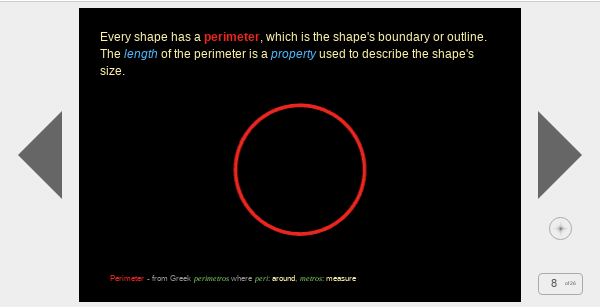 Every shape has a perimeter, which is the shape's boundary or outline.
The length of the perimeter is a property used to describe the shape's
size.
Perimeter - from Greek perimetros where peri: around, metros: measure
8 of 26